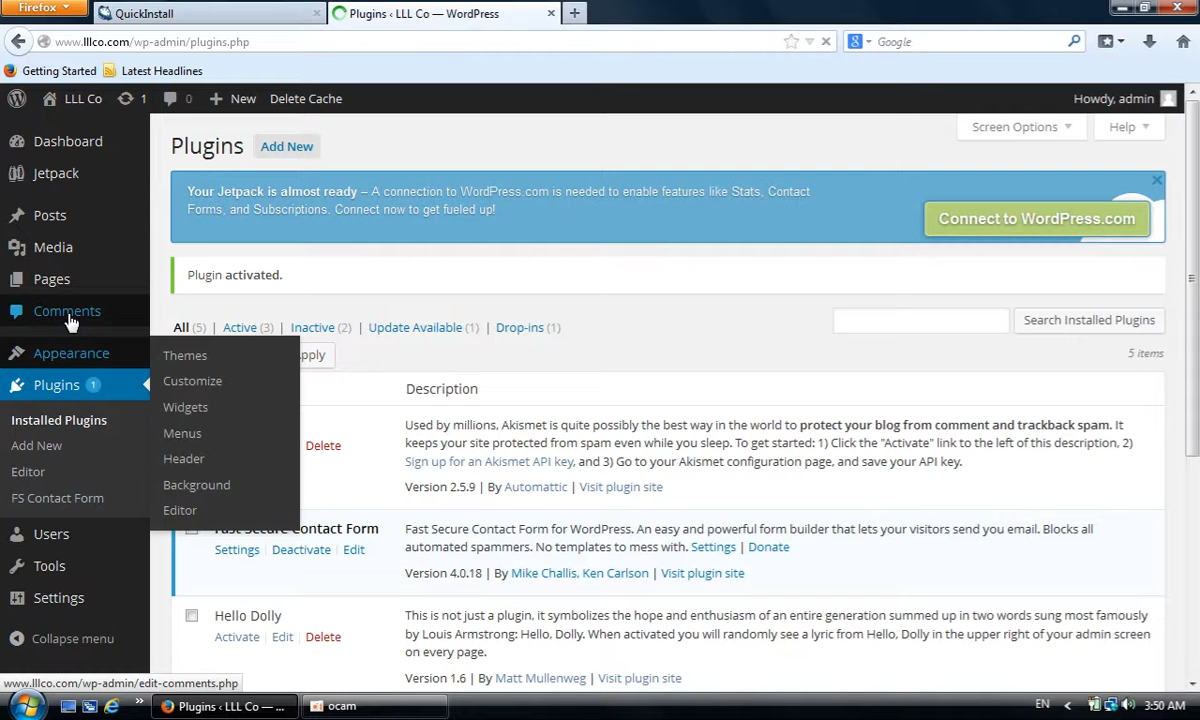 Firefox
QuickInstall
Plugins ‹ LLL Co — WordPress
www.lllco.com/wp-admin/plugins.php
Google
Getting Started
Latest Headlines
LLL Co
1
0
New
Delete Cache
Howdy, admin
Dashboard
Jetpack
Posts
Media
Pages
Comments
Appearance
Plugins 1
Installed Plugins
Add New
Editor
FS Contact Form
Users
Tools
Settings
Collapse menu
Themes
Customize
Widgets
Menus
Header
Background
Editor
Screen Options
Help
Plugins
Add New
Your Jetpack is almost ready – A connection to WordPress.com is needed to enable features like Stats, Contact
Forms, and Subscriptions. Connect now to get fueled up!
Connect to WordPress.com
Plugin activated.
All (5) | Active (3) | Inactive (2) | Update Available (1) | Drop-ins (1)
Search Installed Plugins
5 items
Description
Delete
Used by millions, Akismet is quite possibly the best way in the world to protect your blog from comment and trackback spam. It
keeps your site protected from spam even while you sleep. To get started: 1) Click the "Activate" link to the left of this description, 2)
Sign up for an Akismet API key, and 3) Go to your Akismet configuration page, and save your API key.
Version 2.5.9 | By Automattic | Visit plugin site
Fast Secure Contact Form
Settings | Deactivate | Edit
Fast Secure Contact Form for WordPress. An easy and powerful form builder that lets your visitors send you email. Blocks all
automated spammers. No templates to mess with. Settings | Donate
Version 4.0.18 | By Mike Challis, Ken Carlson | Visit plugin site
Hello Dolly
Activate | Edit | Delete
This is not just a plugin, it symbolizes the hope and enthusiasm of an entire generation summed up in two words sung most famously
by Louis Armstrong: Hello, Dolly. When activated you will randomly see a lyric from Hello, Dolly in the upper right of your admin screen
on every page.
Version 1.6 | By Matt Mullenweg | Visit plugin site
www.lllco.com/wp-admin/edit-comments.php
Plugins ‹ LLL Co — ...
ocam
EN
3:50 AM